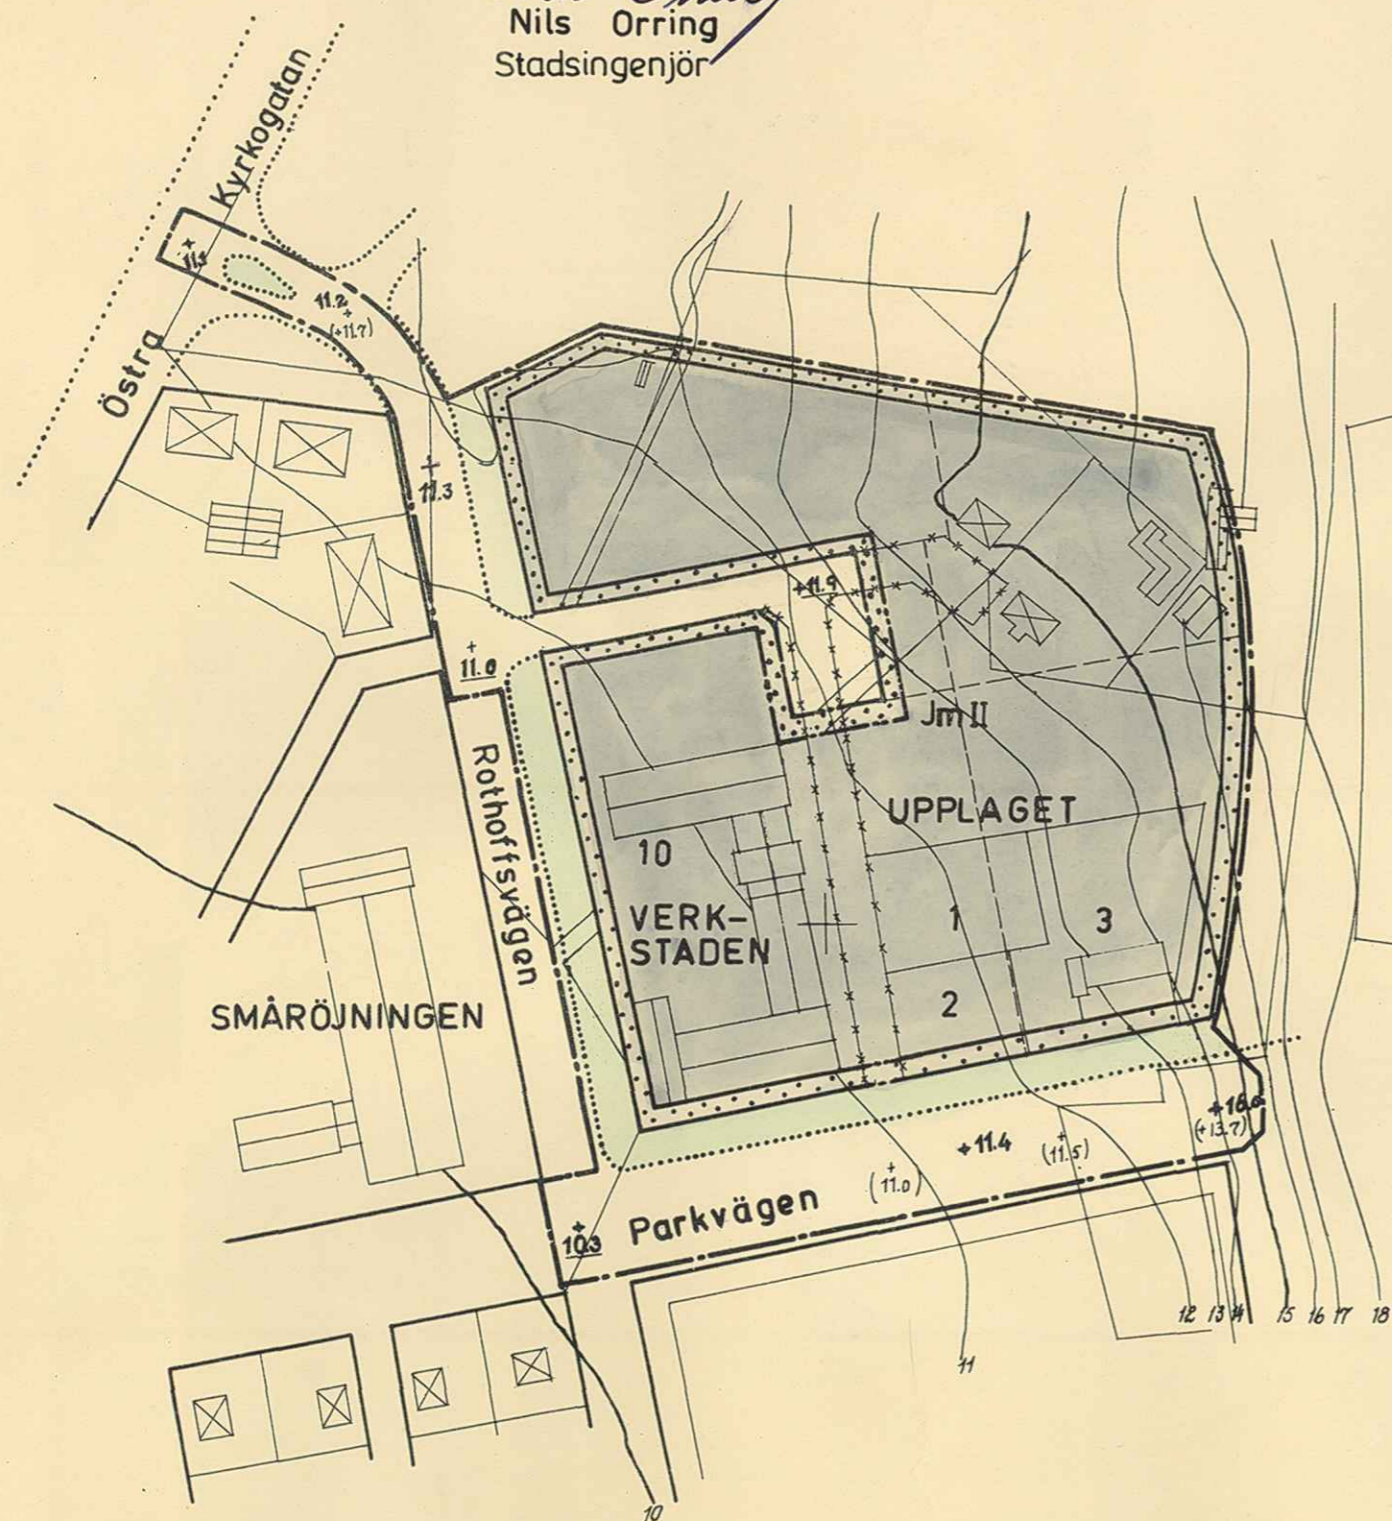 Nils Orring
Stadsingenjör
Kyrkogatan
Östra
11.2
(+11.7)
11.3
+11.9
11.0
Jm II
Rothoffsvägen
UPPLAGET
10
VERK-
STADEN
1
3
2
SMÅRÖJNINGEN
(+13.7)
+11.4
(11.5)
(11.0)
Parkvägen
10.3
12 13 14 15 16 17 18
11
10